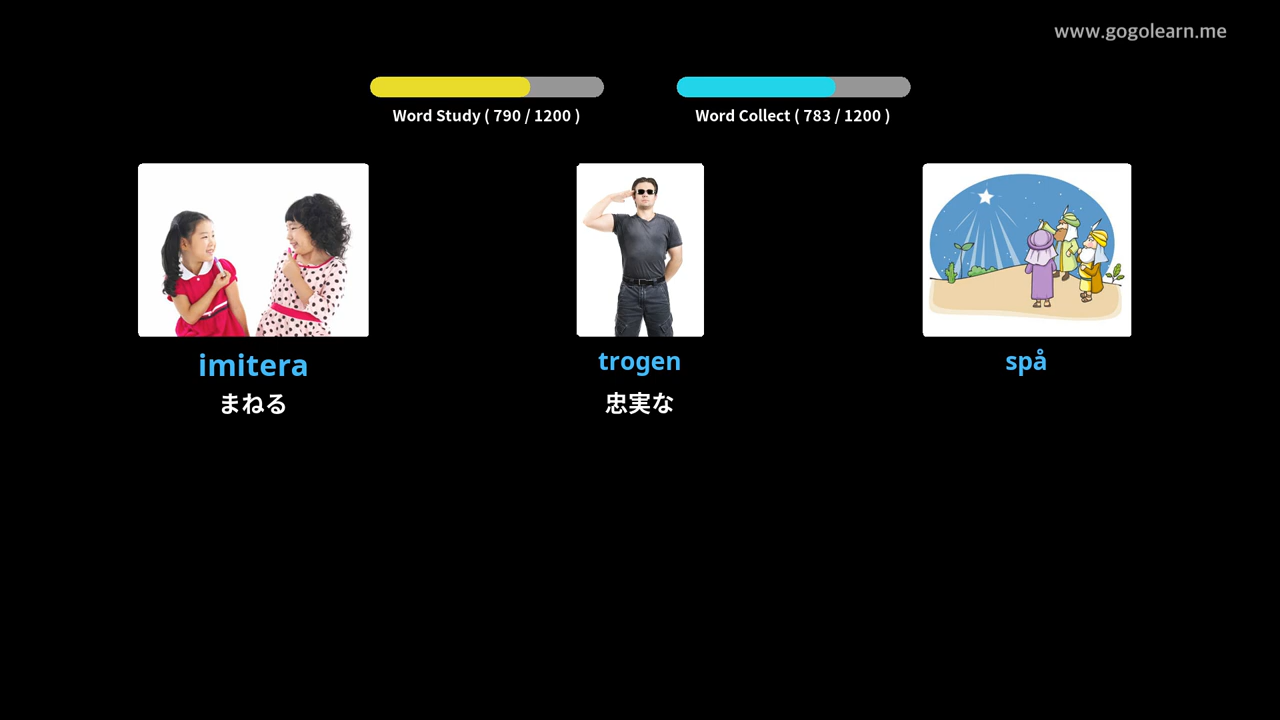 www.gogolearn.me
Word Study ( 790 / 1200 )
Word Collect ( 783 / 1200 )
imitera
まねる
trogen
忠実な
spå